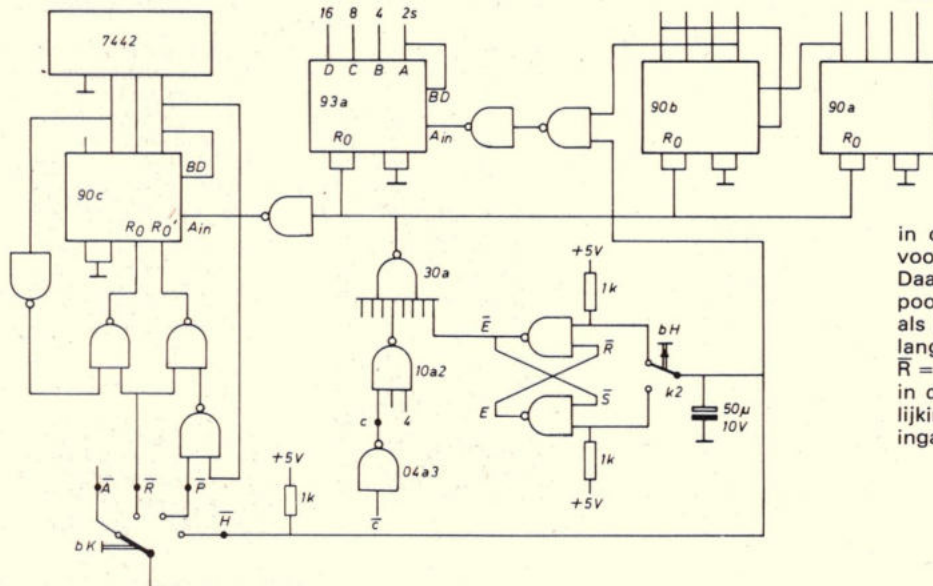 16 8 4 2s
7442
D C B A
93a
BD
R0
Ain
90b
R0
90a
R0
BD
90c
R0 R0'
Ain
30a
+5V
1k
E̅
R̅
bH
10a2
E
S̅
k2
c
4
50μ
10V
04a3
1k
+5V
c̅
A̅ R̅ P̅
+5V
1k
H̅
bK
in d
voo
Daa
poo
als
lang
R̅ =
in d
lijkin
inga